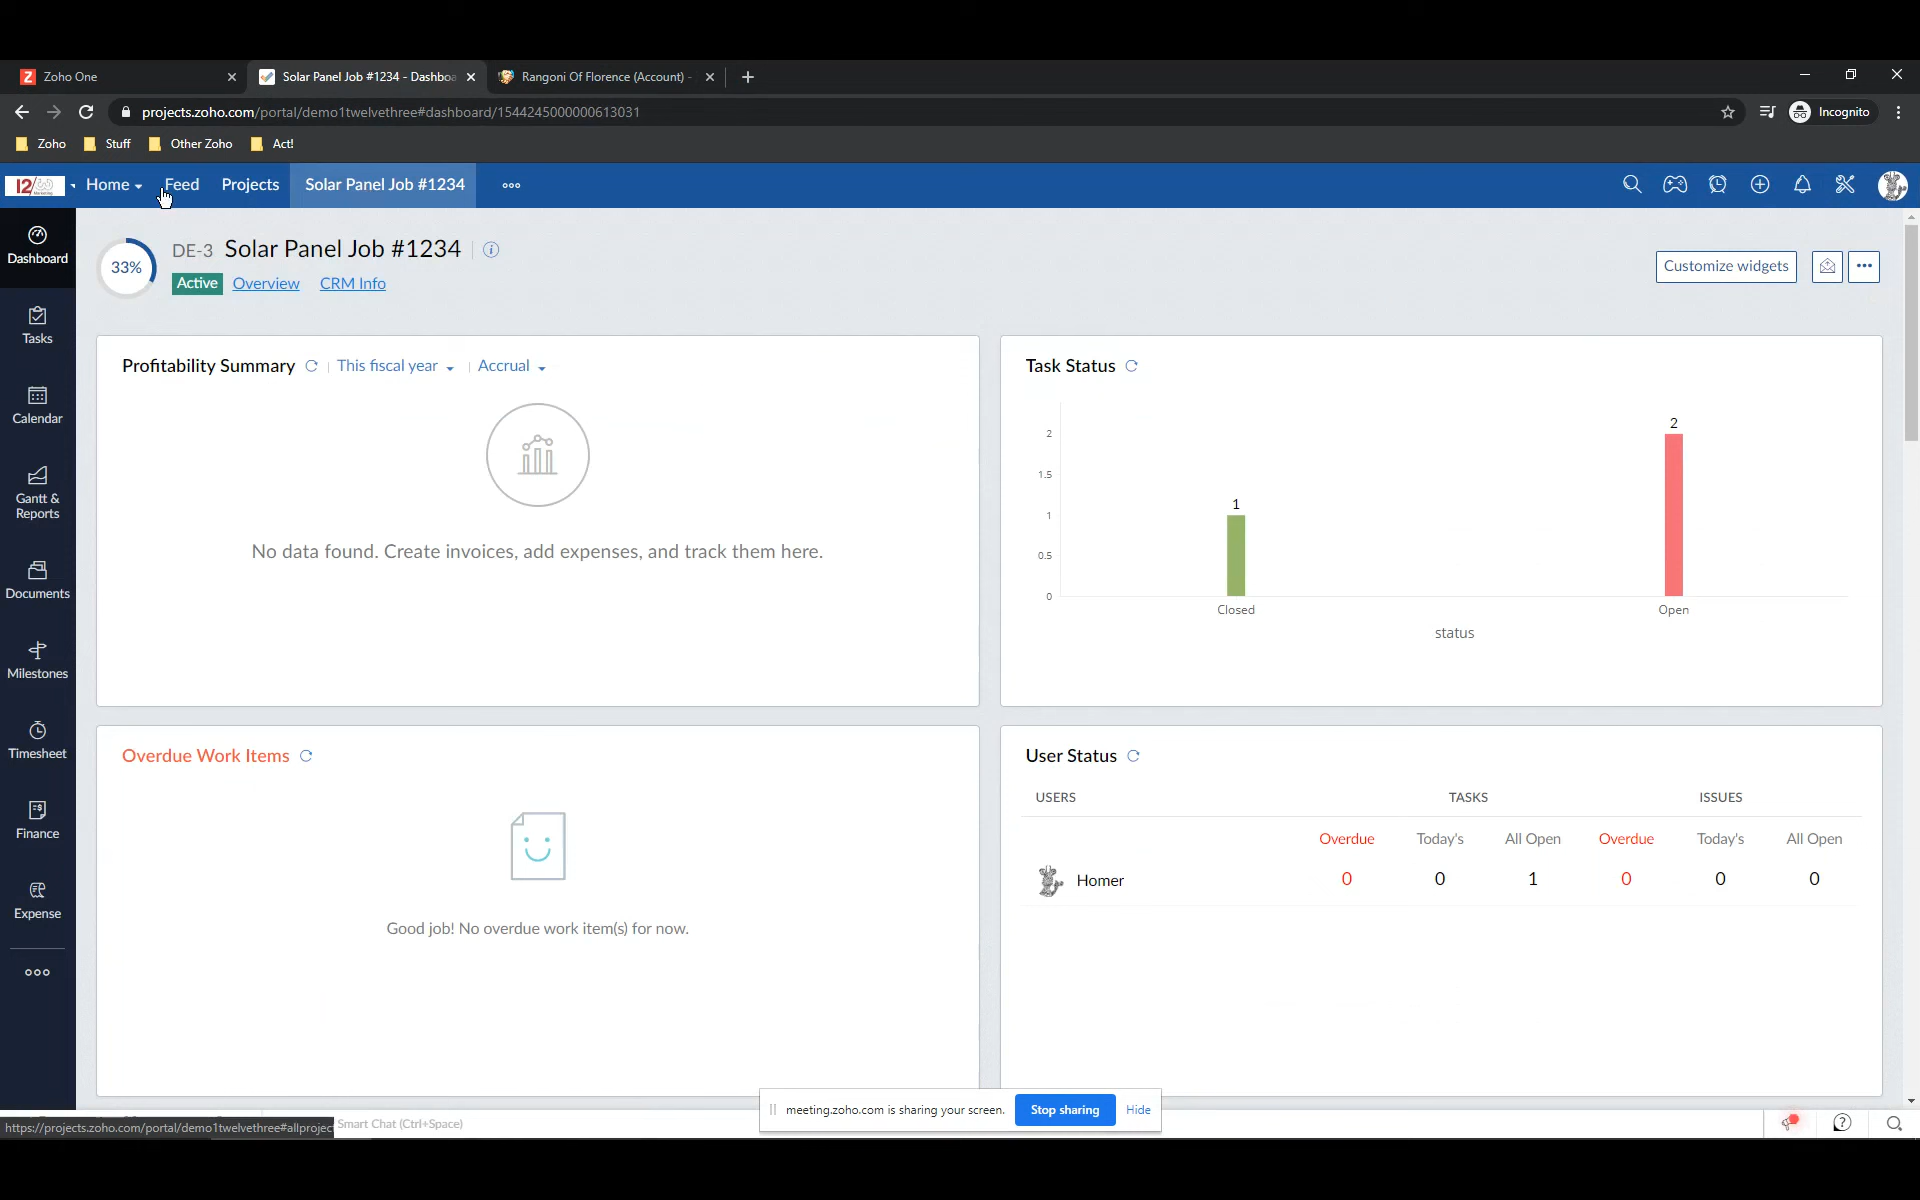 Zoho One
Solar Panel Job #1234 - Dashboa
Rangoni Of Florence (Account) -
projects.zoho.com/portal/demo1twelvethree#dashboard/1544245000000613031
Incognito
Zoho
Stuff
Other Zoho
Act!
12/3
Home
Feed
Projects
Solar Panel Job #1234
Dashboard
Tasks
Calendar
Gantt &
Reports
Documents
Milestones
Timesheet
Finance
Expense
33%
DE-3 Solar Panel Job #1234
Active
Overview
CRM Info
Customize widgets
Profitability Summary
This fiscal year
Accrual
No data found. Create invoices, add expenses, and track them here.
Task Status
2
1.5
1
0.5
0
1
2
Closed
Open
status
Overdue Work Items
Good job! No overdue work item(s) for now.
User Status
USERS TASKS ISSUES
Overdue Today's All Open Overdue Today's All Open
Homer 0 0 1 0 0 0
meeting.zoho.com is sharing your screen.
Stop sharing
Hide
https://projects.zoho.com/portal/demo1twelvethree#allproject
Smart Chat (Ctrl+Space)